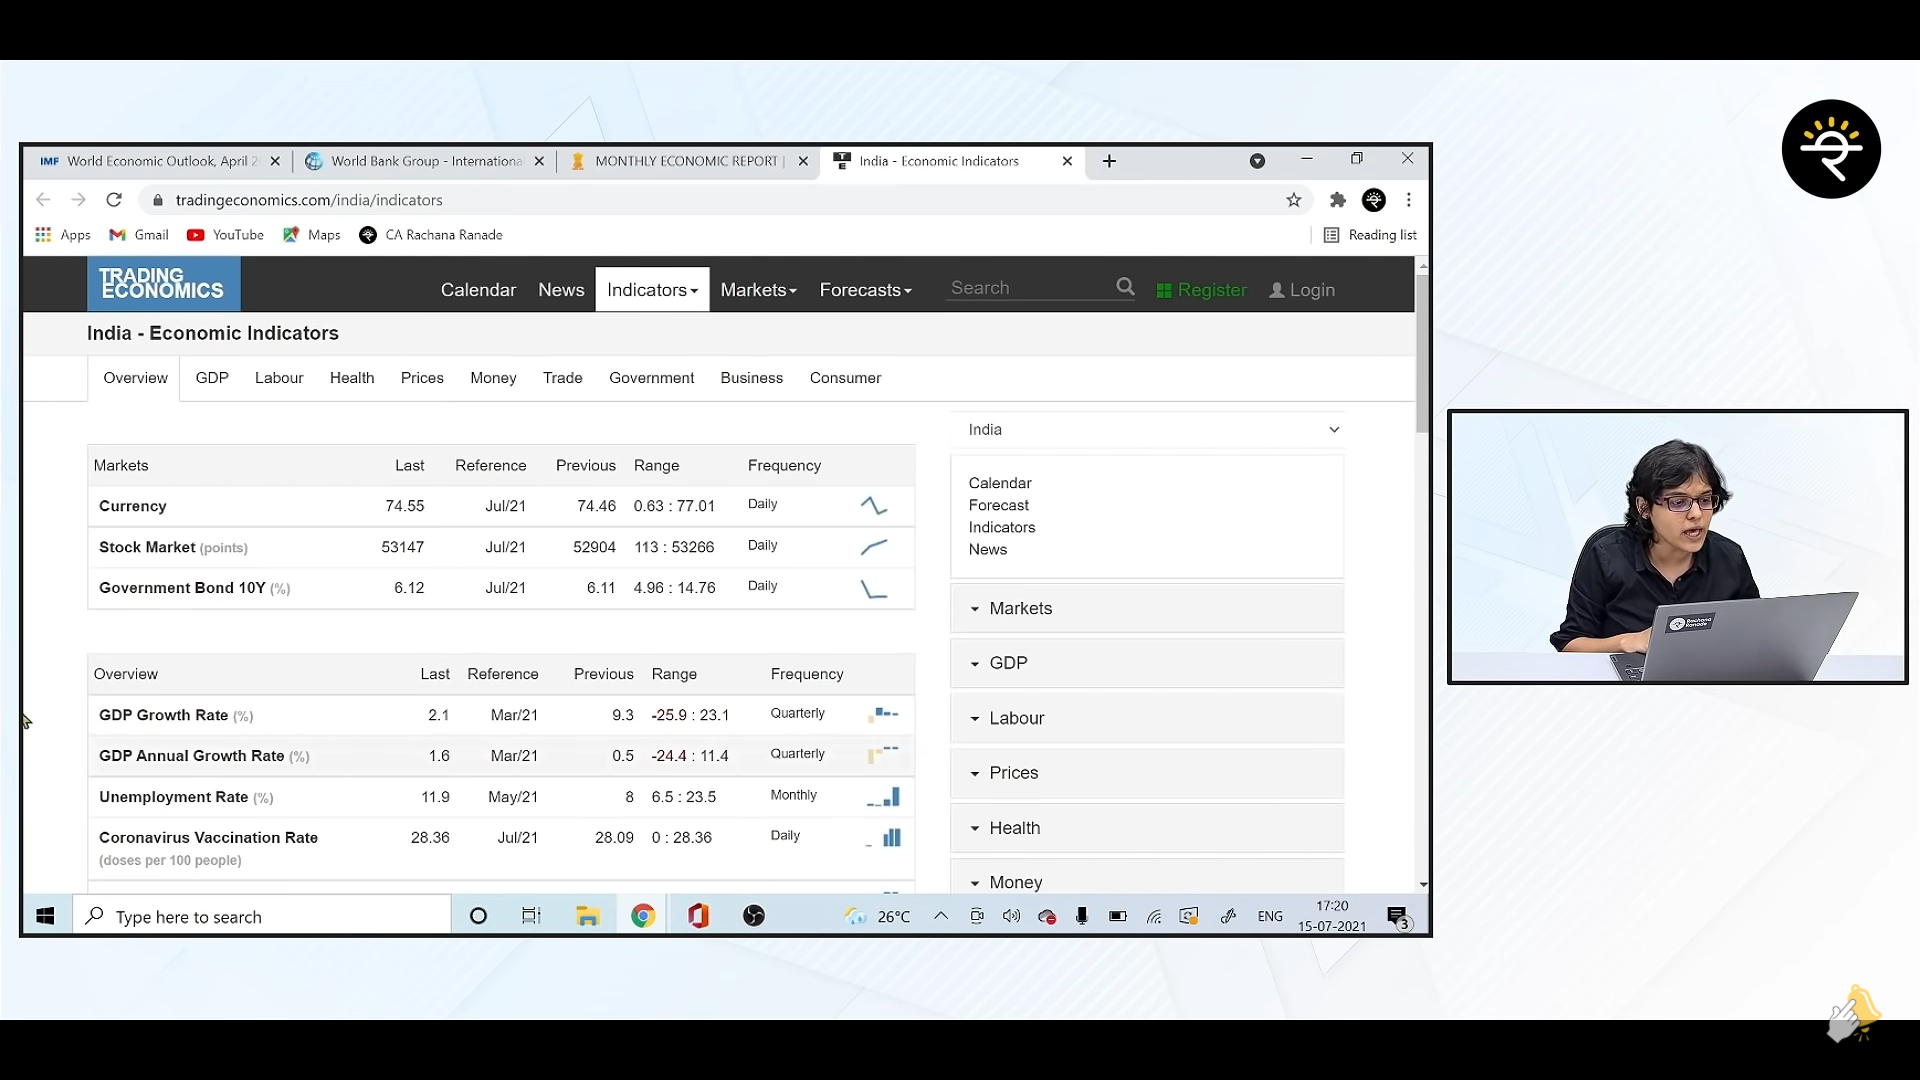 IMF World Economic Outlook, April 2
World Bank Group - Internationa
MONTHLY ECONOMIC REPORT |
India - Economic Indicators
tradingeconomics.com/india/indicators
Apps
Gmail
YouTube
Maps
CA Rachana Ranade
Reading list
TRADING
ECONOMICS
Calendar
News
Indicators
Markets
Forecasts
Search
Register
Login
India - Economic Indicators
Overview GDP Labour Health Prices Money Trade Government Business Consumer
Markets Last Reference Previous Range Frequency
Currency 74.55 Jul/21 74.46 0.63 : 77.01 Daily
Stock Market (points) 53147 Jul/21 52904 113 : 53266 Daily
Government Bond 10Y (%) 6.12 Jul/21 6.11 4.96 : 14.76 Daily
Overview Last Reference Previous Range Frequency
GDP Growth Rate (%) 2.1 Mar/21 9.3 -25.9 : 23.1 Quarterly
GDP Annual Growth Rate (%) 1.6 Mar/21 0.5 -24.4 : 11.4 Quarterly
Unemployment Rate (%) 11.9 May/21 8 6.5 : 23.5 Monthly
Coronavirus Vaccination Rate 28.36 Jul/21 28.09 0 : 28.36 Daily
(doses per 100 people)
India
Calendar
Forecast
Indicators
News
Markets
GDP
Labour
Prices
Health
Money
Type here to search
26°C
ENG
17:20
15-07-2021
3
Rachana
Ranade